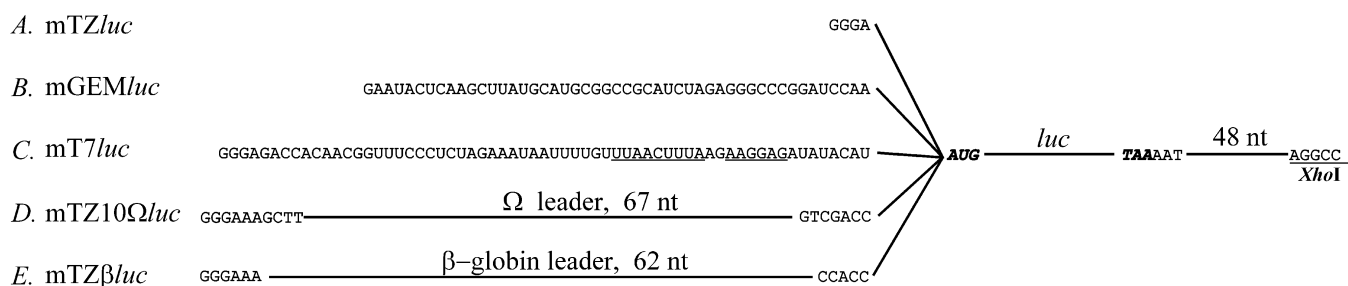 A. mTZluc GGGA
B. mGEMluc GAAUACUCAAGCUUAUGCAUGCGGCCGCAUCUAGAGGGCCCGGAUCCAA
C. mT7luc GGGAGACCACAACGGUUUCCCUCUAGAAAUAAUUUUGUUUAACUUUAAGAAGGAGAUAUACAU AUG luc TAAAAT 48 nt AGGCC
XhoI
D. mTZ10Ωluc GGGAAAGCTT Ω leader, 67 nt GTCGACC
E. mTZβluc GGGAAA β–globin leader, 62 nt CCACC